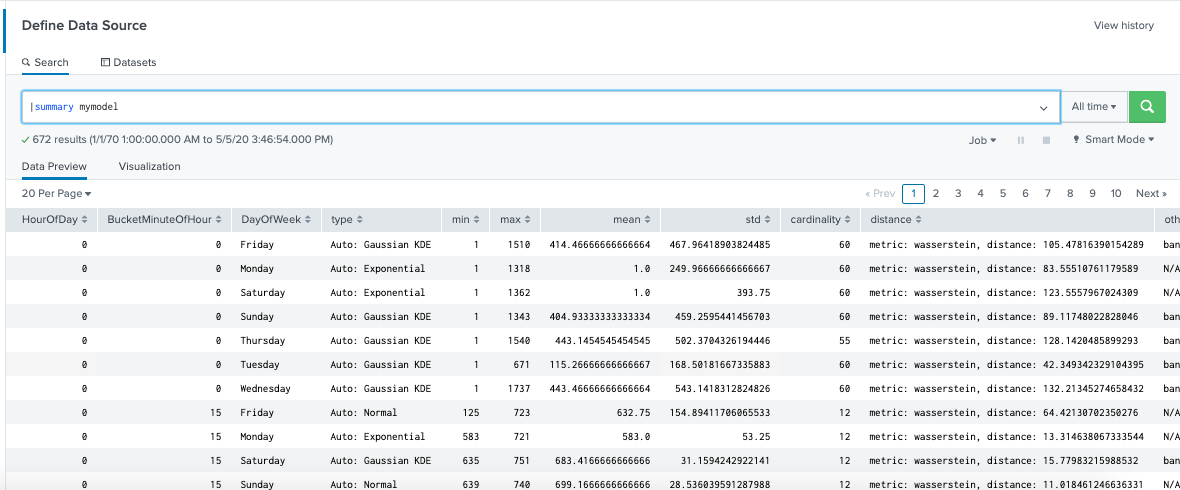 Define Data Source
View history
Search Datasets
|summary mymodel
All time
672 results (1/1/70 1:00:00.000 AM to 5/5/20 3:46:54.000 PM)
Job Smart Mode
Data Preview Visualization
20 Per Page
« Prev 1 2 3 4 5 6 7 8 9 10 Next »
HourOfDay BucketMinuteOfHour DayOfWeek type min max mean std cardinality distance oth
0 0 Friday Auto: Gaussian KDE 1 1510 414.46666666666664 467.96418903824485 60 metric: wasserstein, distance: 105.47816390154289 ban
0 0 Monday Auto: Exponential 1 1318 1.0 249.96666666666667 60 metric: wasserstein, distance: 83.55510761179589 N/A
0 0 Saturday Auto: Exponential 1 1362 1.0 393.75 60 metric: wasserstein, distance: 123.5557967024309 N/A
0 0 Sunday Auto: Gaussian KDE 1 1343 404.93333333333334 459.2595441456703 60 metric: wasserstein, distance: 89.11748022828046 ban
0 0 Thursday Auto: Gaussian KDE 1 1540 443.1454545454545 502.3704326194446 55 metric: wasserstein, distance: 128.1420485899293 ban
0 0 Tuesday Auto: Gaussian KDE 1 671 115.26666666666667 168.50181667335883 60 metric: wasserstein, distance: 42.349342329104395 ban
0 0 Wednesday Auto: Gaussian KDE 1 1737 443.46666666666664 543.1418312824826 60 metric: wasserstein, distance: 132.21345274658432 ban
0 15 Friday Auto: Normal 125 723 632.75 154.89411706065533 12 metric: wasserstein, distance: 64.42130702350276 N/A
0 15 Monday Auto: Exponential 583 721 583.0 53.25 12 metric: wasserstein, distance: 13.314638067333544 N/A
0 15 Saturday Auto: Gaussian KDE 635 751 683.4166666666666 31.1594242922141 12 metric: wasserstein, distance: 15.77983215988532 ban
0 15 Sunday Auto: Normal 639 740 699.1666666666666 28.536039591287988 12 metric: wasserstein, distance: 11.018461246636331 N/A